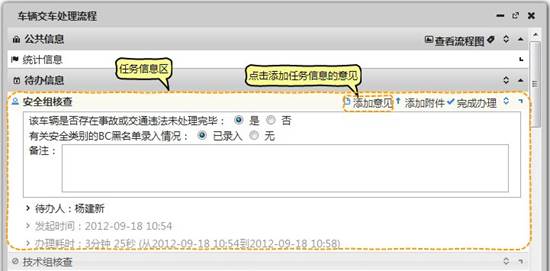 车辆交车处理流程
公共信息 查看流程图
统计信息
任务信息区 点击添加任务信息的意见
待办信息
安全组核查 添加意见 添加附件 完成办理
该车辆是否存在事故或交通违法未处理完毕： 是 否
有关安全类别的BC黑名单录入情况： 已录入 无
备注：
待办人：杨建新
发起时间：2012-09-18 10:54
办理耗时：3分钟 25秒 (从2012-09-18 10:54到2012-09-18 10:58)
技术组核查